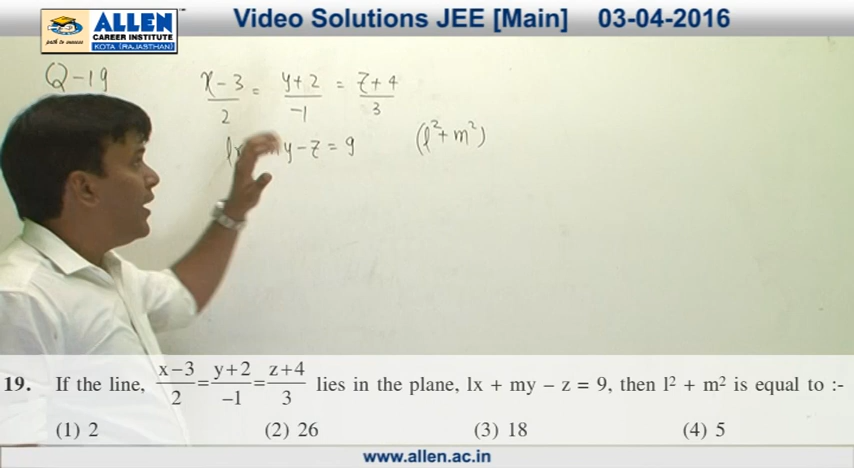 Video Solutions JEE [Main] 03-04-2016
path to success
ALLEN
CAREER INSTITUTE
KOTA (RAJASTHAN)
Q-19
x-3/2 = y+2/-1 = z+4/3
y - z = 9 (l²+m²)
19. If the line, x-3/2=y+2/-1=z+4/3 lies in the plane, lx + my – z = 9, then l² + m² is equal to :-
(1) 2 (2) 26 (3) 18 (4) 5
www.allen.ac.in